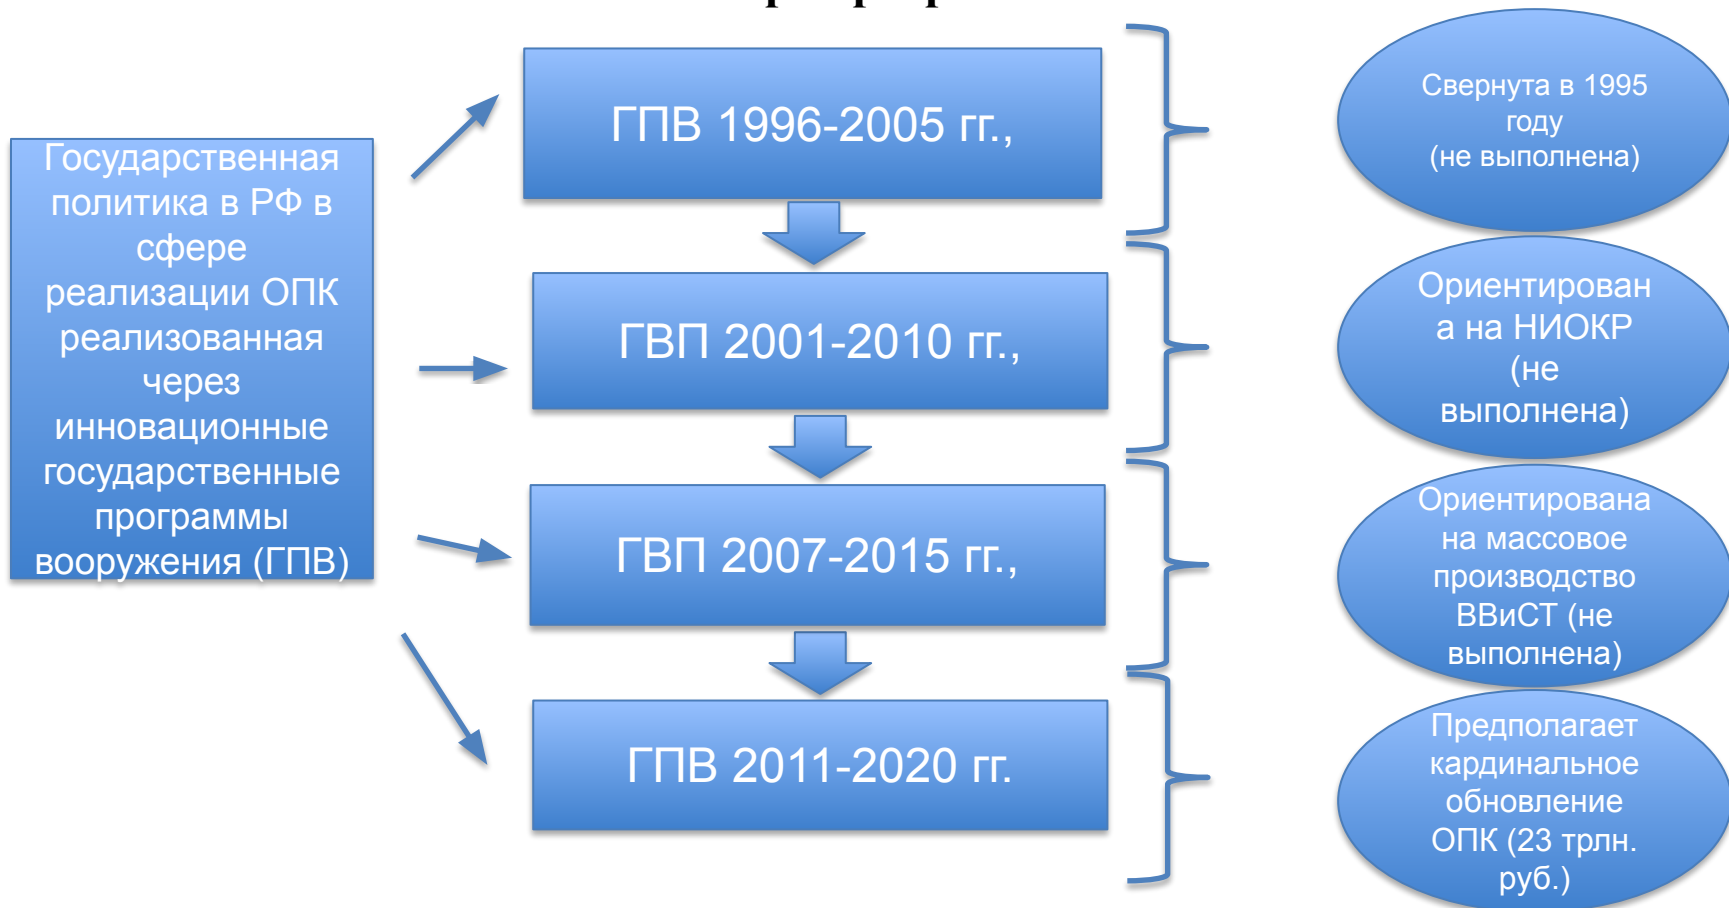 Государственная
политика в РФ в
сфере
реализации ОПК
реализованная
через
инновационные
государственные
программы
вооружения (ГПВ)
ГПВ 1996-2005 гг.,
Свернута в 1995
году
(не выполнена)
ГВП 2001-2010 гг.,
Ориентирован
а на НИОКР
(не
выполнена)
ГВП 2007-2015 гг.,
Ориентирована
на массовое
производство
ВВиСТ (не
выполнена)
ГПВ 2011-2020 гг.
Предполагает
кардинальное
обновление
ОПК (23 трлн.
руб.)